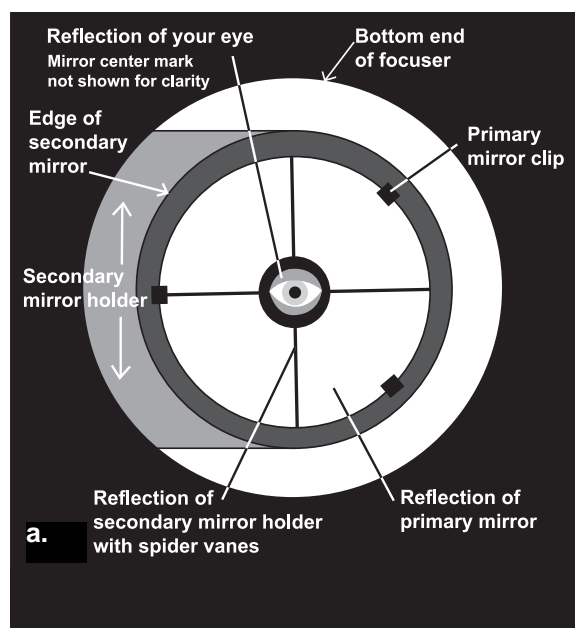 Reflection of your eye
Mirror center mark
not shown for clarity
Bottom end
of focuser
Edge of
secondary
mirror
Primary
mirror clip
Secondary
mirror holder
Reflection of
secondary mirror holder
with spider vanes
Reflection of
primary mirror
a.